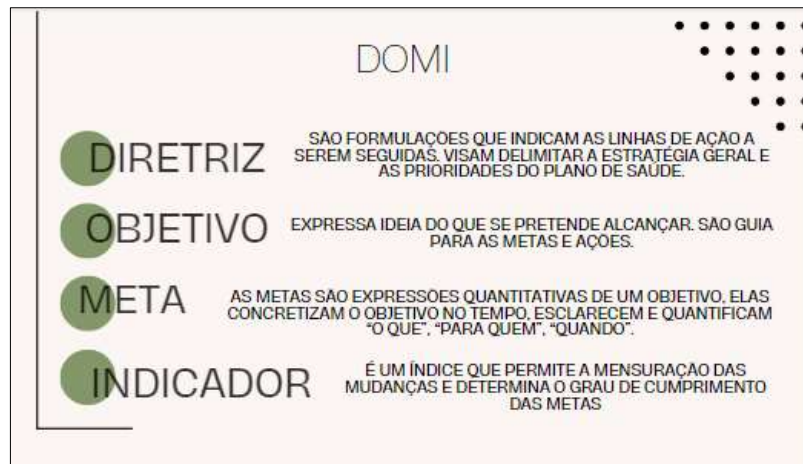 DOMI
DIRETRIZ
SÃO FORMULAÇÕES QUE INDICAM AS LINHAS DE AÇÃO A
SEREM SEGUIDAS. VISAM DELIMITAR A ESTRATÉGIA GERAL E
AS PRIORIDADES DO PLANO DE SAÚDE.
OBJETIVO
EXPRESSA IDEIA DO QUE SE PRETENDE ALCANÇAR. SÃO GUIA
PARA AS METAS E AÇÕES.
META
AS METAS SÃO EXPRESSÕES QUANTITATIVAS DE UM OBJETIVO, ELAS
CONCRETIZAM O OBJETIVO NO TEMPO, ESCLARECEM E QUANTIFICAM
“O QUE”, “PARA QUEM”, “QUANDO”.
INDICADOR
É UM ÍNDICE QUE PERMITE A MENSURAÇÃO DAS
MUDANÇAS E DETERMINA O GRAU DE CUMPRIMENTO
DAS METAS